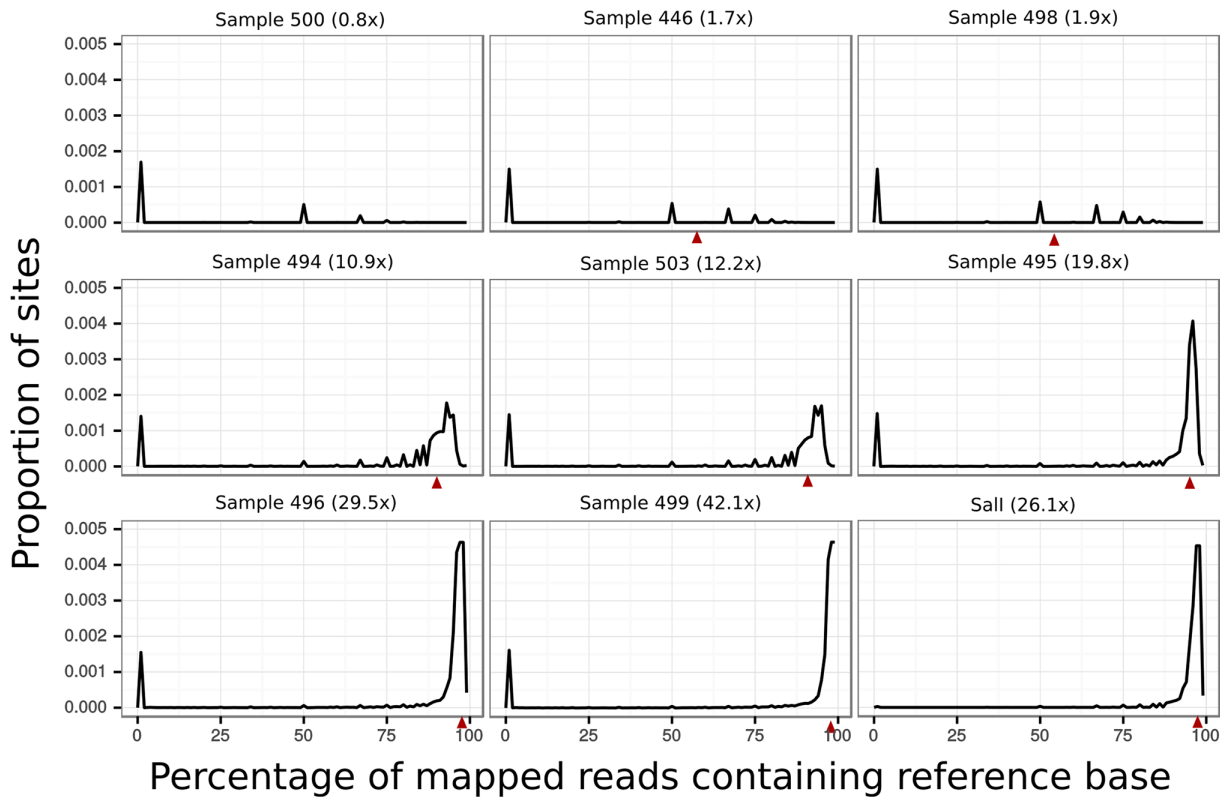 Sample 500 (0.8x)
Sample 446 (1.7x)
Sample 498 (1.9x)
0.005
0.004
0.003
0.002
0.001
0.000
Sample 494 (10.9x)
Sample 503 (12.2x)
Sample 495 (19.8x)
0.005
0.004
0.003
0.002
0.001
0.000
Sample 496 (29.5x)
Sample 499 (42.1x)
Sall (26.1x)
0.005
0.004
0.003
0.002
0.001
0.000
0 25 50 75 100
0 25 50 75 100
0 25 50 75 100
Proportion of sites
Percentage of mapped reads containing reference base